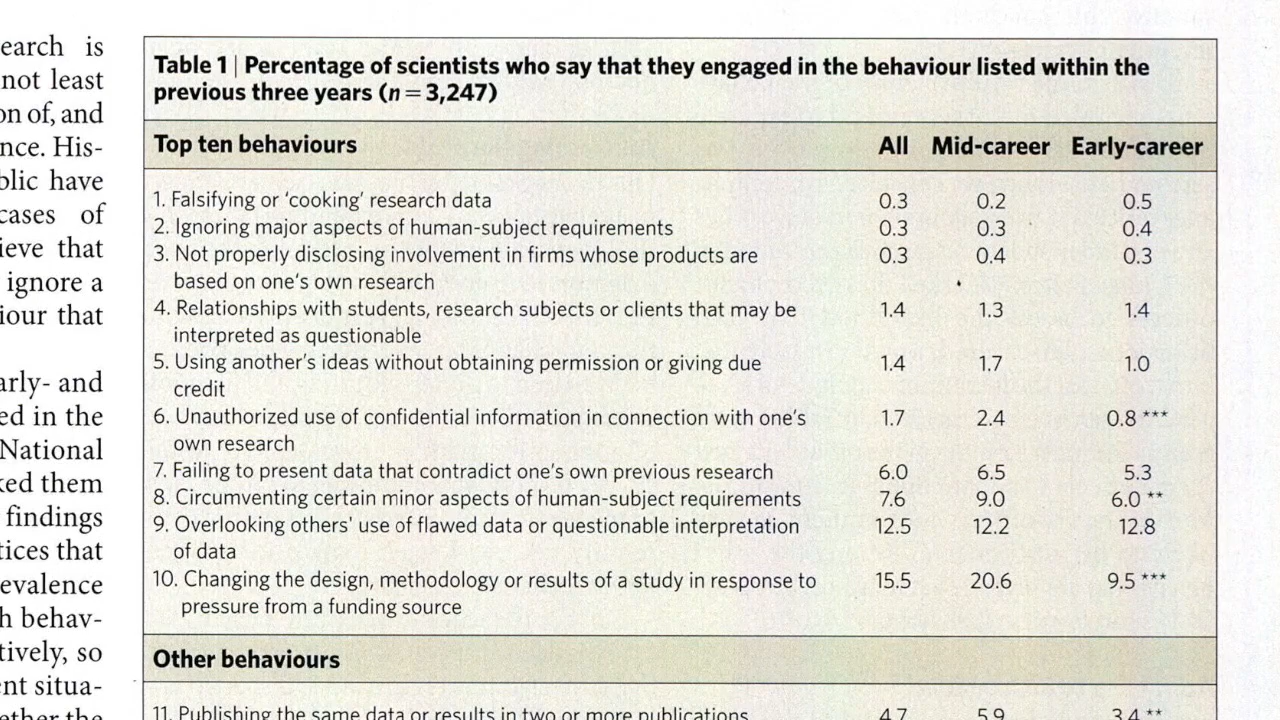 earch is
not least
on of, and
nce. His-
blic have
cases of
ieve that
ignore a
iour that
arly- and
ed in the
National
ked them
findings
tices that
evalence
h behav-
tively, so
ent situa-
ether the
Table 1 | Percentage of scientists who say that they engaged in the behaviour listed within the
previous three years (n = 3,247)
Top ten behaviours All Mid-career Early-career
1. Falsifying or ‘cooking’ research data 0.3 0.2 0.5
2. Ignoring major aspects of human-subject requirements 0.3 0.3 0.4
3. Not properly disclosing involvement in firms whose products are 0.3 0.4 0.3
based on one’s own research
4. Relationships with students, research subjects or clients that may be 1.4 1.3 1.4
interpreted as questionable
5. Using another’s ideas without obtaining permission or giving due 1.4 1.7 1.0
credit
6. Unauthorized use of confidential information in connection with one’s 1.7 2.4 0.8 ***
own research
7. Failing to present data that contradict one’s own previous research 6.0 6.5 5.3
8. Circumventing certain minor aspects of human-subject requirements 7.6 9.0 6.0 **
9. Overlooking others' use of flawed data or questionable interpretation 12.5 12.2 12.8
of data
10. Changing the design, methodology or results of a study in response to 15.5 20.6 9.5 ***
pressure from a funding source
Other behaviours
11. Publishing the same data or results in two or more publications 4.7 5.9 3.4 **